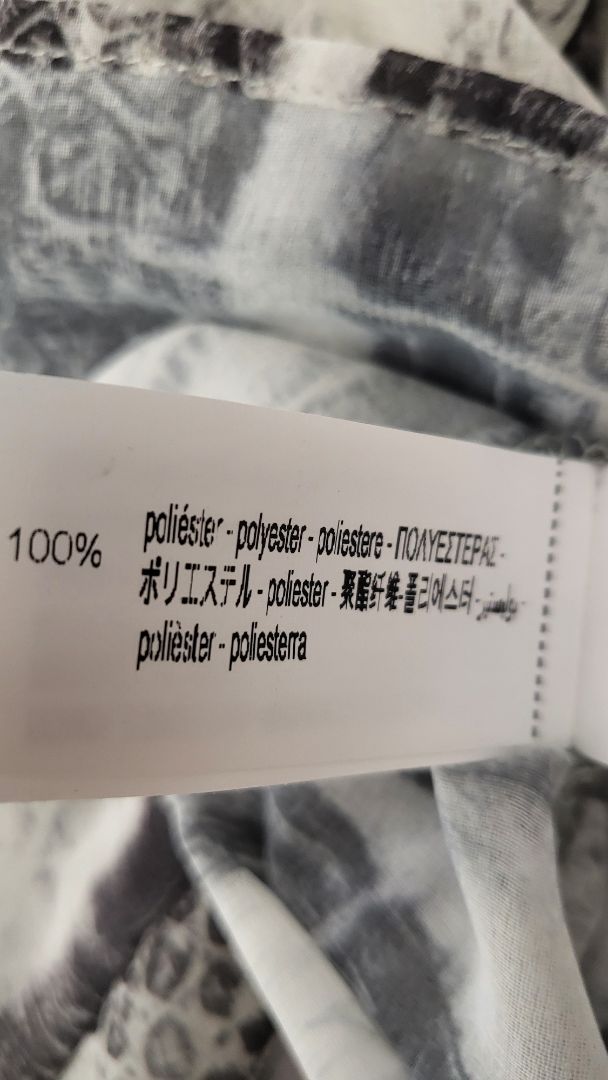 100% poliéster - polyester - poliestere - ΠΟΛΥΕΣΤΕΡΑΣ -
ポリエステル - poliester - 聚酯纤维-폴리에스터 - بولستير -
polièster - poliesterra